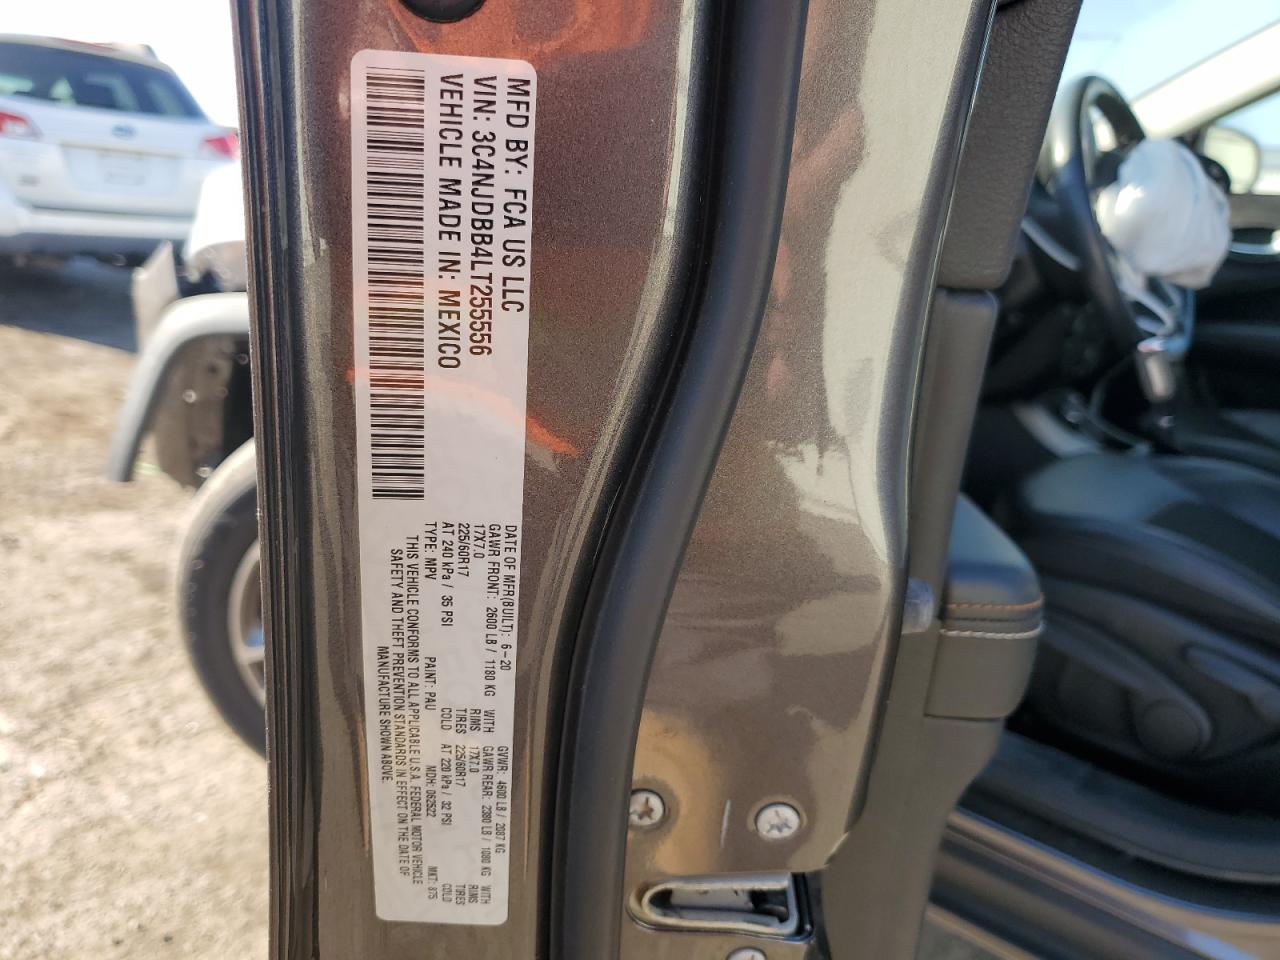 MFD BY: FCA US LLC
VIN: 3C4NJDBB4LT255556
VEHICLE MADE IN: MEXICO
DATE OF MFR(BUILT): 6-20 GVWR: 4600 LB / 2087 KG
GAWR FRONT: 2600 LB / 1180 KG WITH GAWR REAR: 2380 LB / 1080 KG WITH
17X7.0 RIMS 17X7.0 RIMS
225/60R17 TIRES 225/60R17 TIRES
AT 240 kPa / 35 PSI COLD AT 220 kPa / 32 PSI COLD
TYPE: MPV PAINT: PAU MDH: 062522 MKT: 875
THIS VEHICLE CONFORMS TO ALL APPLICABLE U.S.A. FEDERAL MOTOR VEHICLE
SAFETY AND THEFT PREVENTION STANDARDS IN EFFECT ON THE DATE OF
MANUFACTURE SHOWN ABOVE.